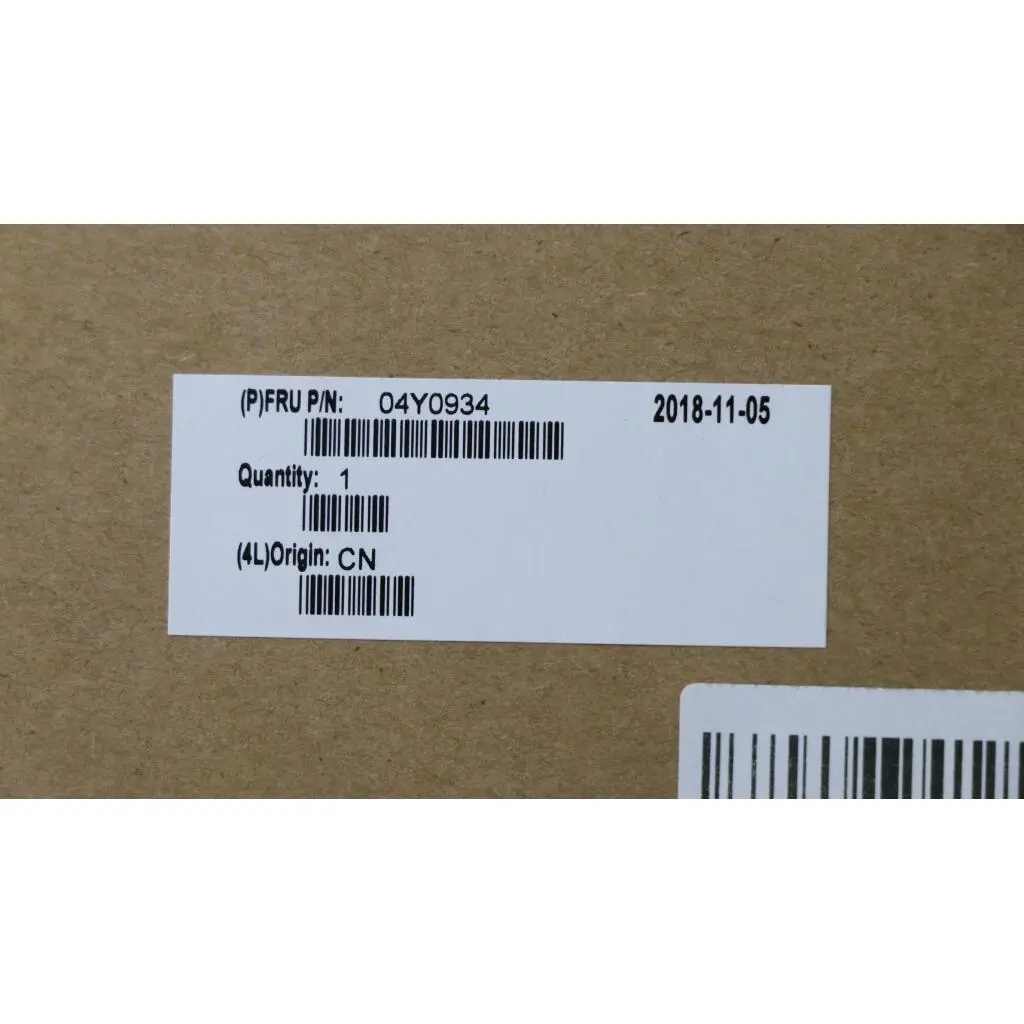 (P)FRU P/N: 04Y0934 2018-11-05
Quantity: 1
(4L)Origin: CN